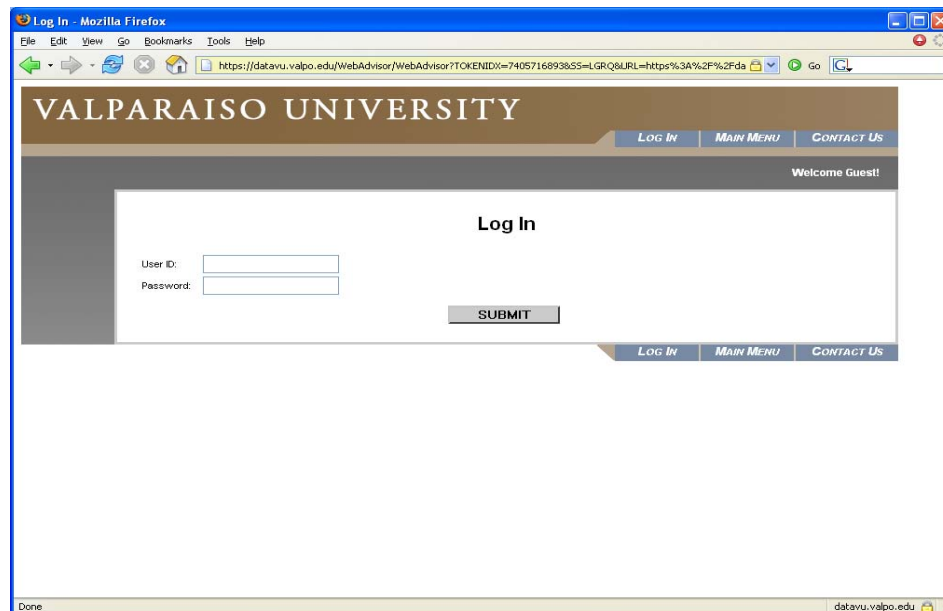 Log In - Mozilla Firefox
File Edit View Go Bookmarks Tools Help
https://datavu.valpo.edu/WebAdvisor/WebAdvisor?TOKENIDX=7405716893&SS=LGRQ&URL=https%3A%2F%2Fda Go G
VALPARAISO UNIVERSITY
LOG IN MAIN MENU CONTACT US
Welcome Guest!
Log In
User ID:
Password:
SUBMIT
LOG IN MAIN MENU CONTACT US
Done datavu.valpo.edu